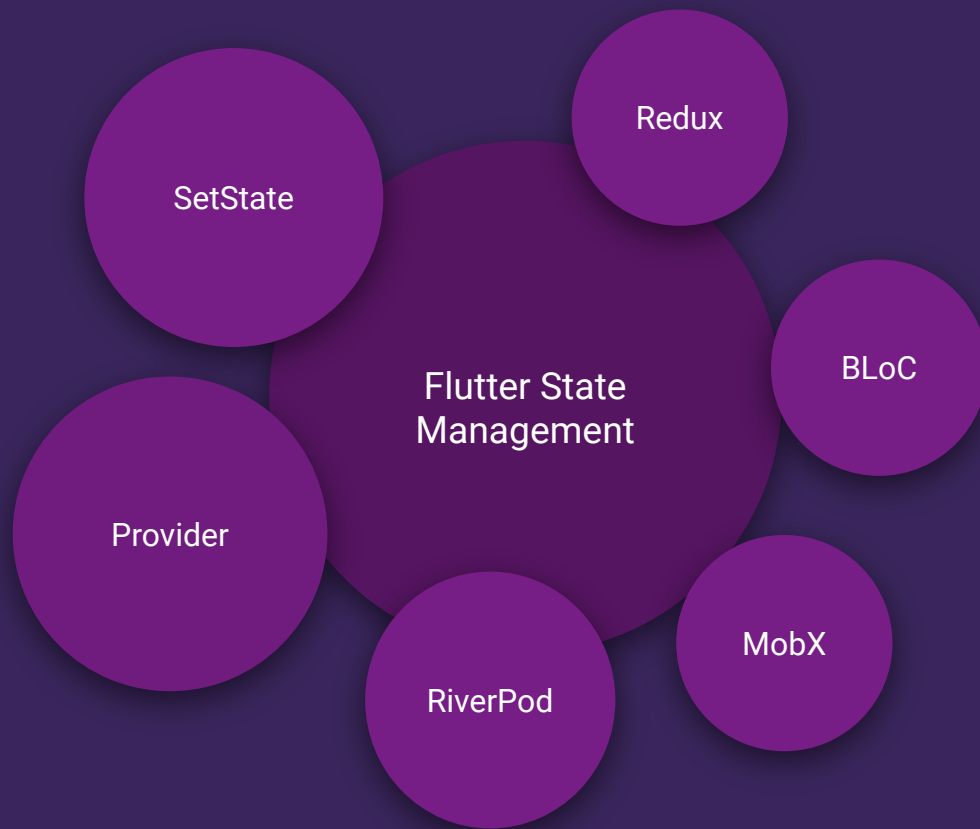 Redux
SetState
BLoC
Flutter State
Management
Provider
MobX
RiverPod